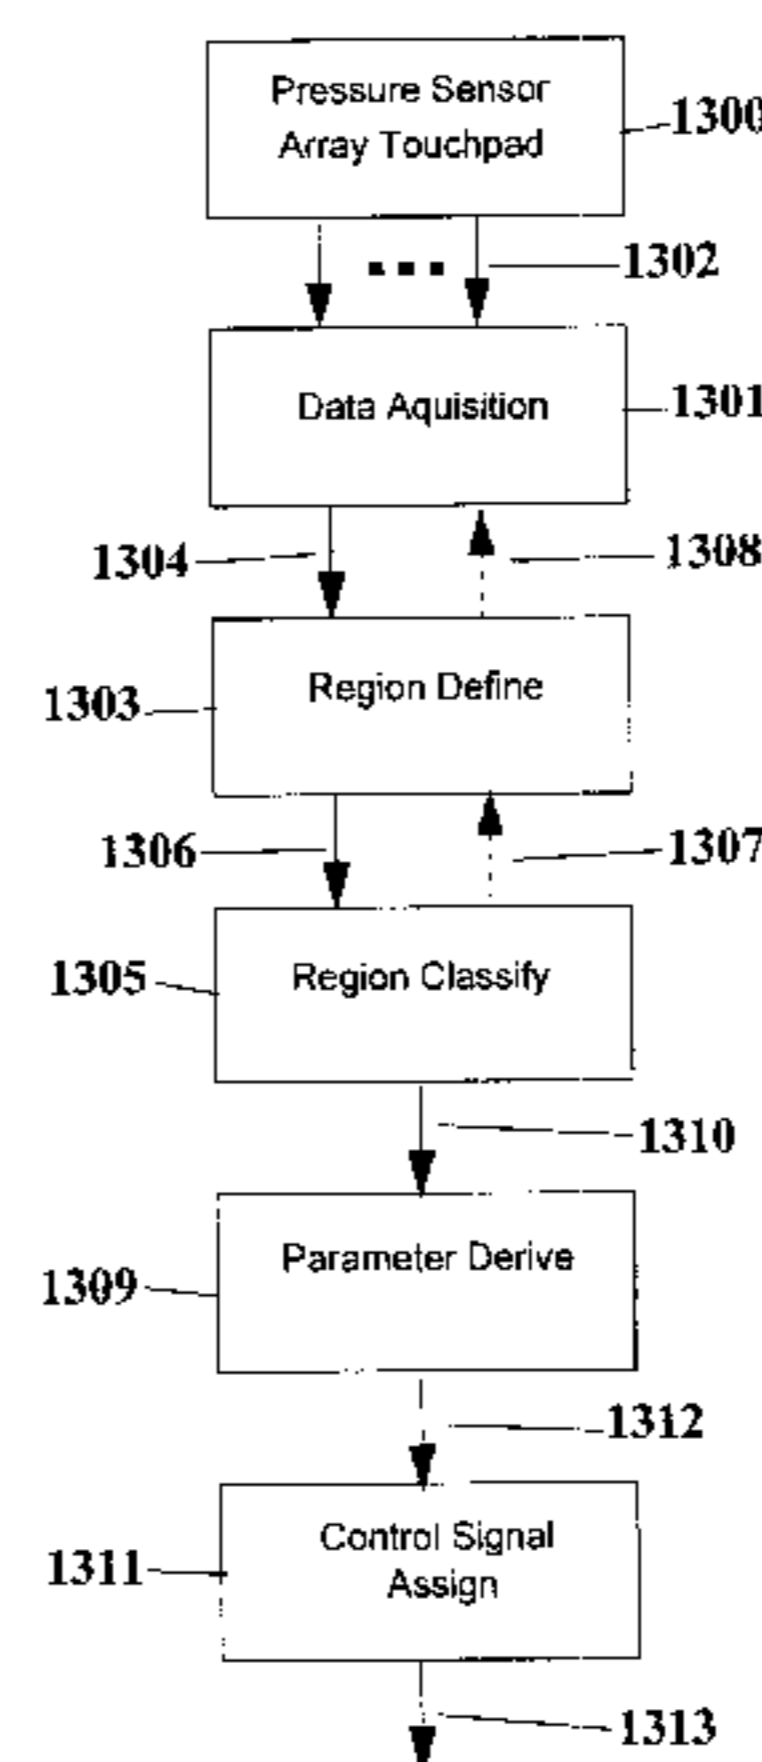 Pressure Sensor
Array Touchpad
1300
1302
Data Aquisition
1301
1304
1308
Region Define
1303
1306
1307
Region Classify
1305
1310
Parameter Derive
1309
1312
Control Signal
Assign
1311
1313